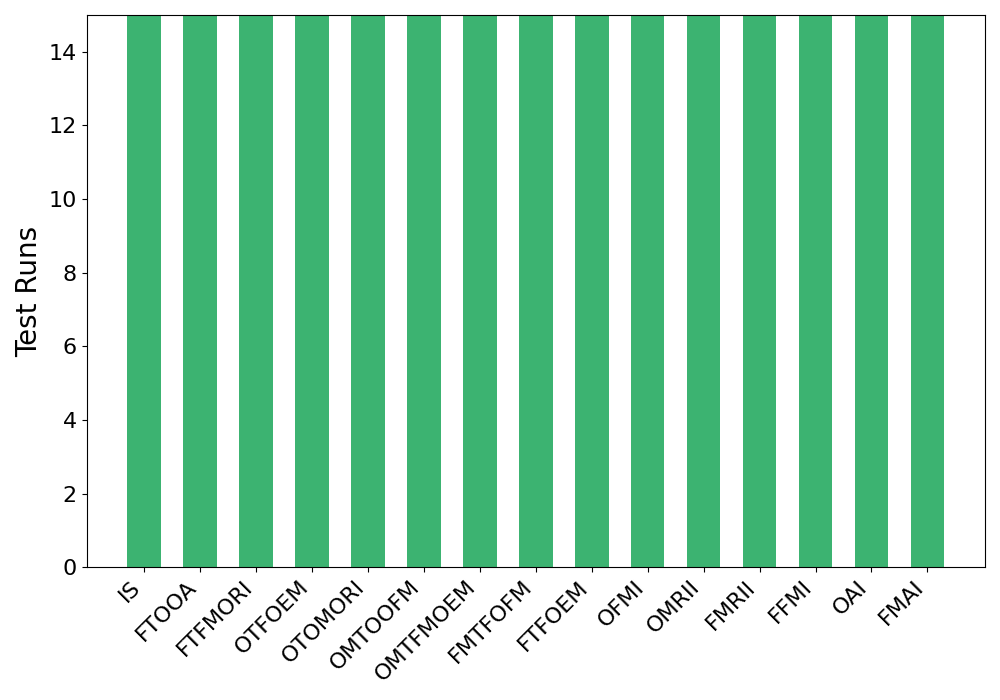 Test Runs
14
12
10
8
6
4
2
0
IS
FTOOA
FTFMORI
OTFOEM
OTOMORI
OMTOOFM
OMTFMOEM
FMTFOFM
FTFOEM
OFMI
OMRII
FMRII
FFMI
OAI
FMAI